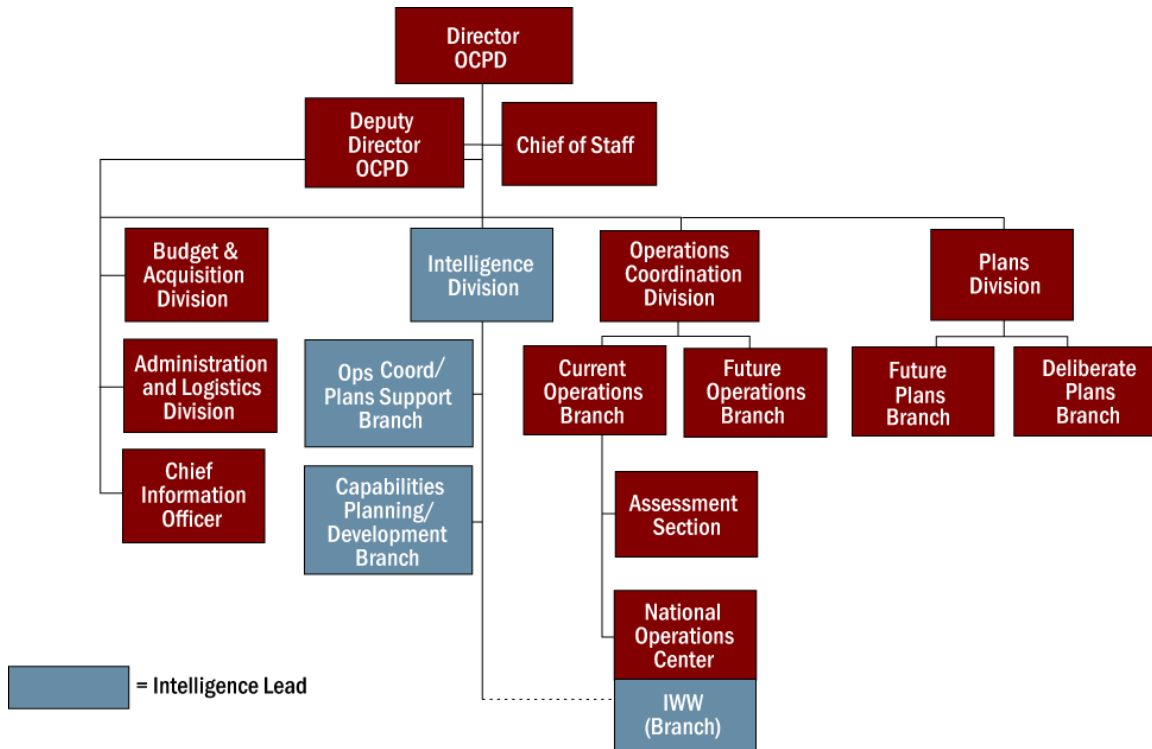 Director
OCPD
Deputy
Director
OCPD
Chief of Staff
Budget &
Acquisition
Division
Intelligence
Division
Operations
Coordination
Division
Plans
Division
Administration
and Logistics
Division
Ops Coord/
Plans Support
Branch
Current
Operations
Branch
Future
Operations
Branch
Future
Plans
Branch
Deliberate
Plans
Branch
Chief
Information
Officer
Capabilities
Planning/
Development
Branch
Assessment
Section
National
Operations
Center
IWW
(Branch)
= Intelligence Lead